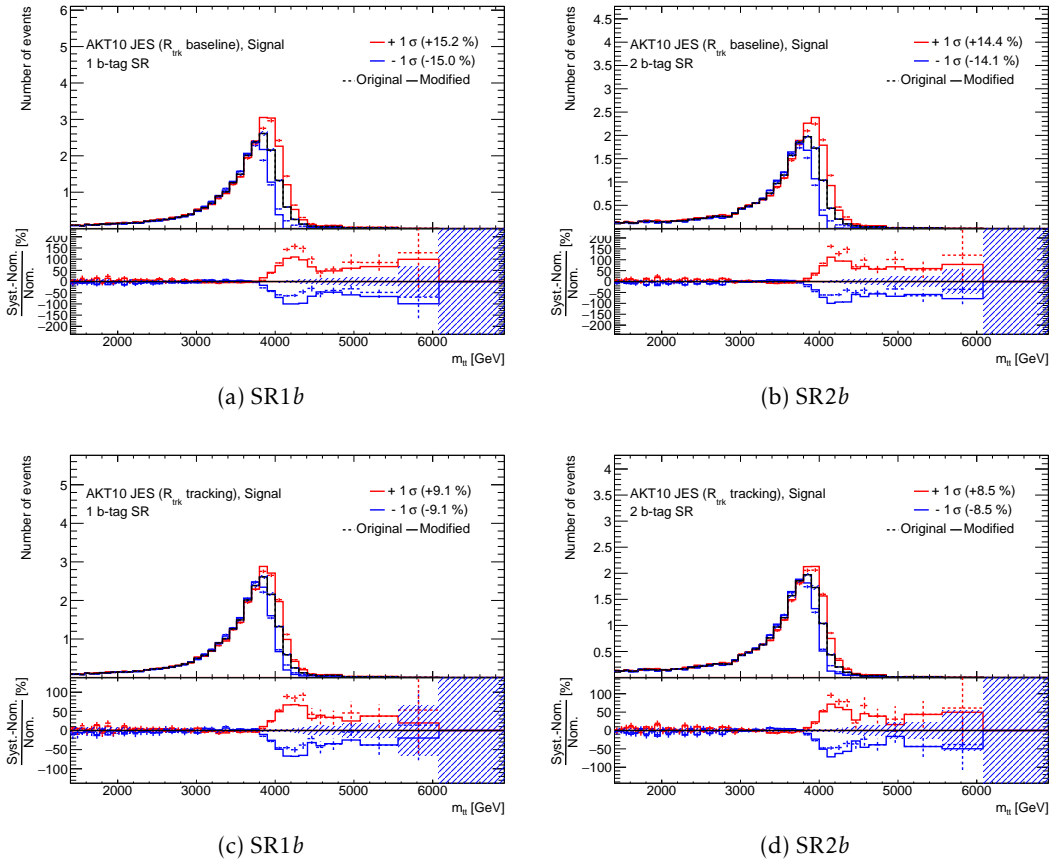 Number of events
6
5
4
3
2
1
AKT10 JES (Rtrk baseline), Signal
1 b-tag SR
+ 1 σ (+15.2 %)
- 1 σ (-15.0 %)
Original Modified
Syst.-Nom. [%]
Nom.
200
150
100
50
0
−50
−100
−150
−200
2000 3000 4000 5000 6000
mtt [GeV]
(a) SR1b
Number of events
4.5
4
3.5
3
2.5
2
1.5
1
0.5
AKT10 JES (Rtrk baseline), Signal
2 b-tag SR
+ 1 σ (+14.4 %)
- 1 σ (-14.1 %)
Original Modified
Syst.-Nom. [%]
Nom.
200
150
100
50
0
−50
−100
−150
−200
2000 3000 4000 5000 6000
mtt [GeV]
(b) SR2b
Number of events
5
4
3
2
1
AKT10 JES (Rtrk tracking), Signal
1 b-tag SR
+ 1 σ (+9.1 %)
- 1 σ (-9.1 %)
Original Modified
Syst.-Nom. [%]
Nom.
100
50
0
−50
−100
2000 3000 4000 5000 6000
mtt [GeV]
(c) SR1b
Number of events
4
3.5
3
2.5
2
1.5
1
0.5
AKT10 JES (Rtrk tracking), Signal
2 b-tag SR
+ 1 σ (+8.5 %)
- 1 σ (-8.5 %)
Original Modified
Syst.-Nom. [%]
Nom.
100
50
0
−50
−100
2000 3000 4000 5000 6000
mtt [GeV]
(d) SR2b